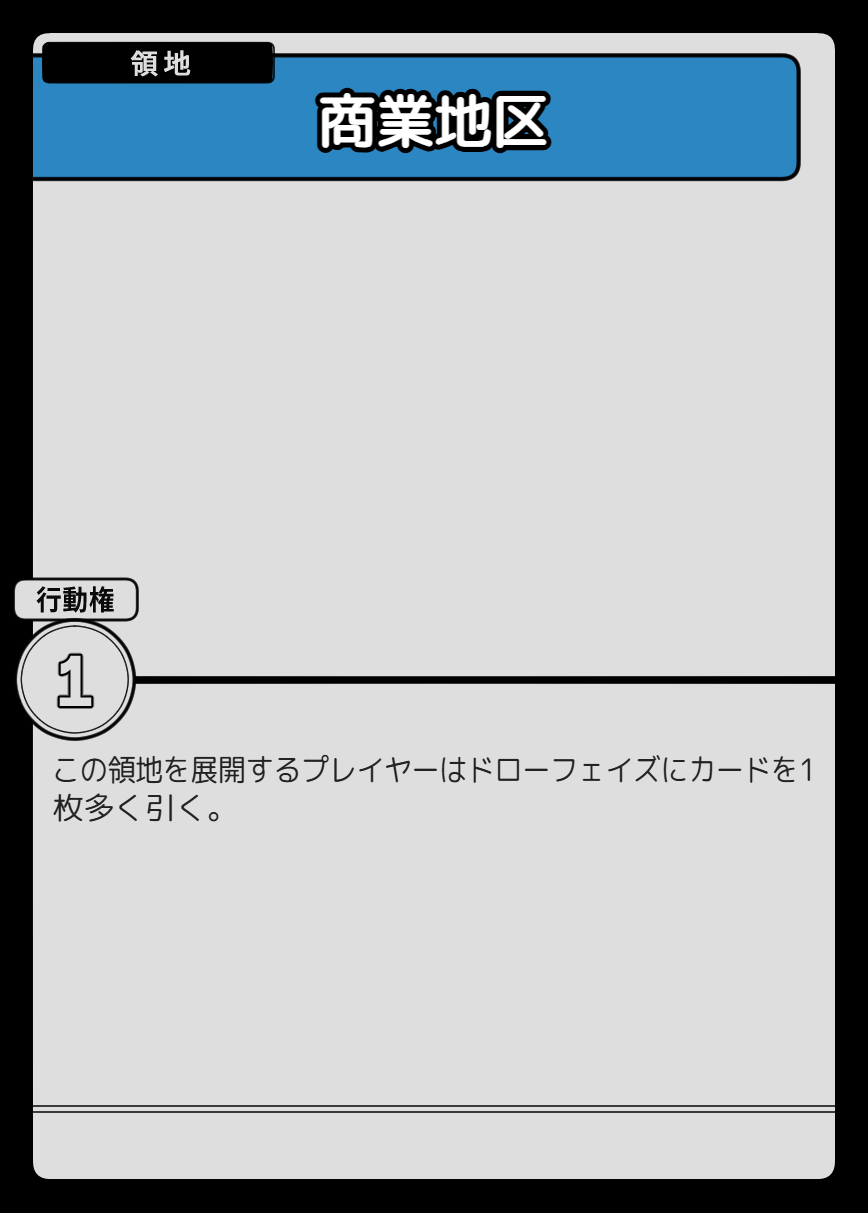 領地
商業地区
行動権
1
この領地を展開するプレイヤーはドローフェイズにカードを1
枚多く引く。